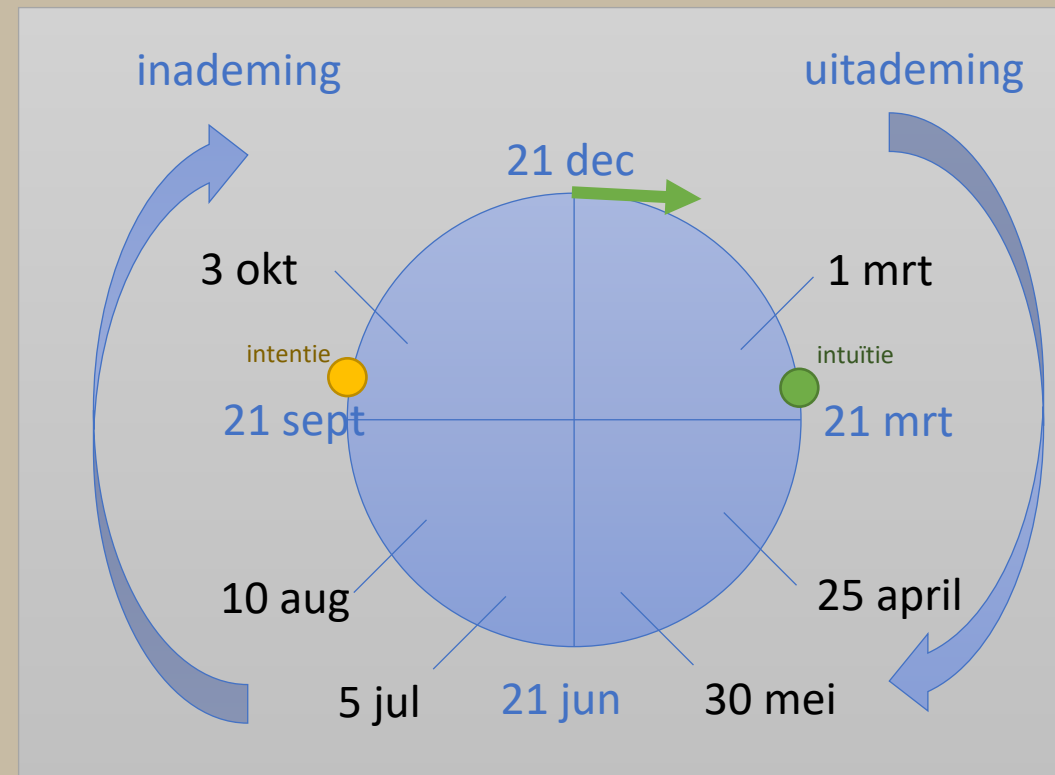 inademing
uitademing
21 dec
3 okt
1 mrt
intentie
intuïtie
21 sept
21 mrt
10 aug
25 april
5 jul
21 jun
30 mei